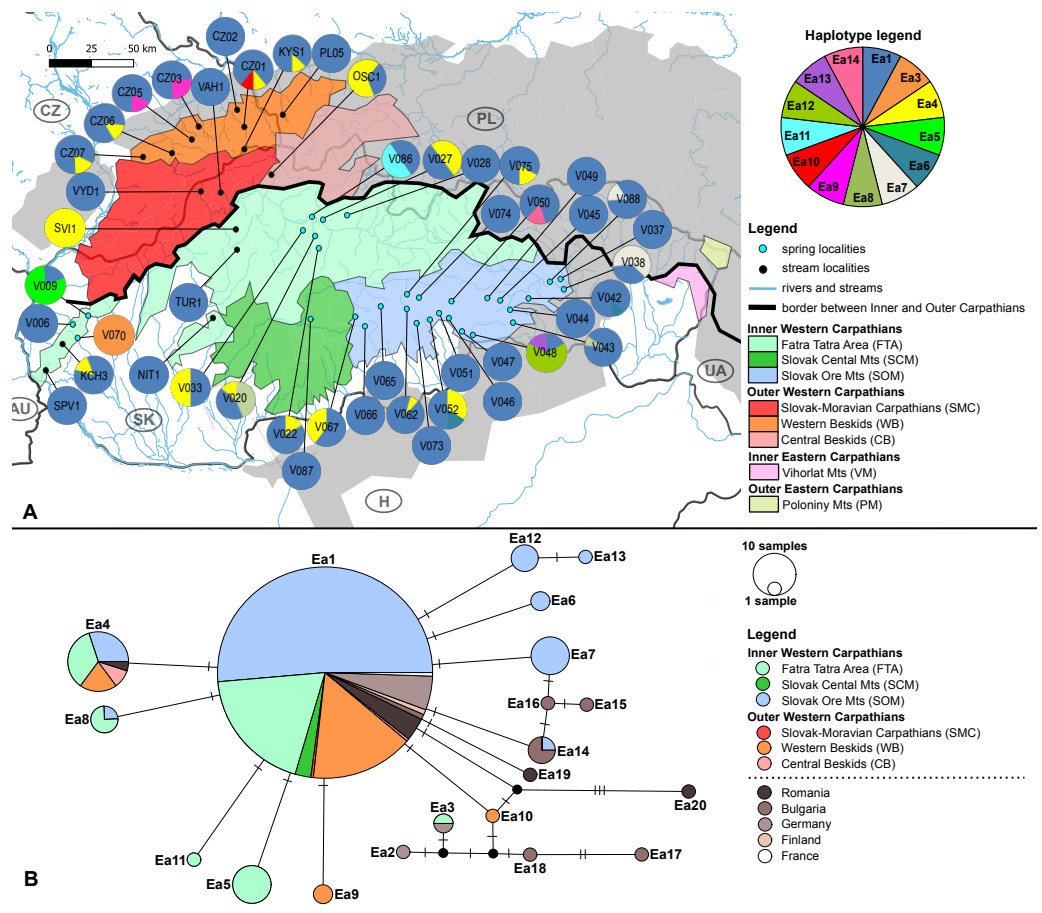 0 25 50 km
CZ
PL
UA
AU
SK
H
CZ02
CZ03
CZ01
KYS1
PL05
CZ05
VAH1
OSC1
CZ06
CZ07
VYD1
SVI1
V009
V006
V070
KCH3
SPV1
TUR1
NIT1
V033
V020
V022
V087
V067
V066
V065
V062
V073
V052
V051
V046
V047
V048
V043
V044
V042
V038
V037
V088
V045
V049
V050
V074
V075
V028
V027
V086
A
Haplotype legend
Ea14
Ea1
Ea13
Ea3
Ea12
Ea4
Ea11
Ea5
Ea10
Ea6
Ea9
Ea8
Ea7
Legend
spring localities
stream localities
rivers and streams
border between Inner and Outer Carpathians
Inner Western Carpathians
Fatra Tatra Area (FTA)
Slovak Cental Mts (SCM)
Slovak Ore Mts (SOM)
Outer Western Carpathians
Slovak-Moravian Carpathians (SMC)
Western Beskids (WB)
Central Beskids (CB)
Inner Eastern Carpathians
Vihorlat Mts (VM)
Outer Eastern Carpathians
Poloniny Mts (PM)
Ea1
Ea12
Ea13
Ea6
Ea4
Ea7
Ea8
Ea16
Ea15
Ea14
Ea19
Ea20
Ea3
Ea10
Ea2
Ea18
Ea17
Ea11
Ea5
Ea9
B
10 samples
1 sample
Legend
Inner Western Carpathians
Fatra Tatra Area (FTA)
Slovak Cental Mts (SCM)
Slovak Ore Mts (SOM)
Outer Western Carpathians
Slovak-Moravian Carpathians (SMC)
Western Beskids (WB)
Central Beskids (CB)
Romania
Bulgaria
Germany
Finland
France